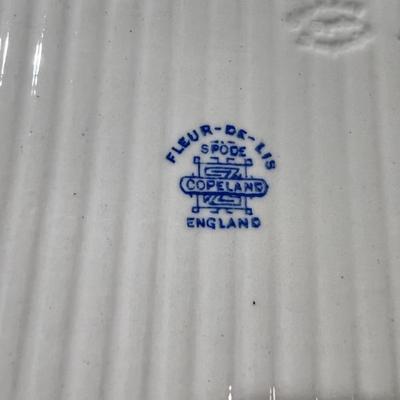 FLEUR-DE-LIS
SPODE
COPELAND
ENGLAND